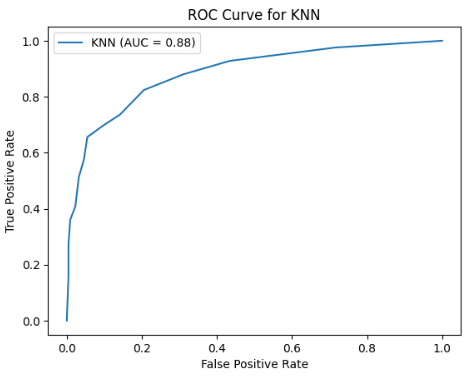 ROC Curve for KNN
KNN (AUC = 0.88)
True Positive Rate
1.0
0.8
0.6
0.4
0.2
0.0
0.0 0.2 0.4 0.6 0.8 1.0
False Positive Rate